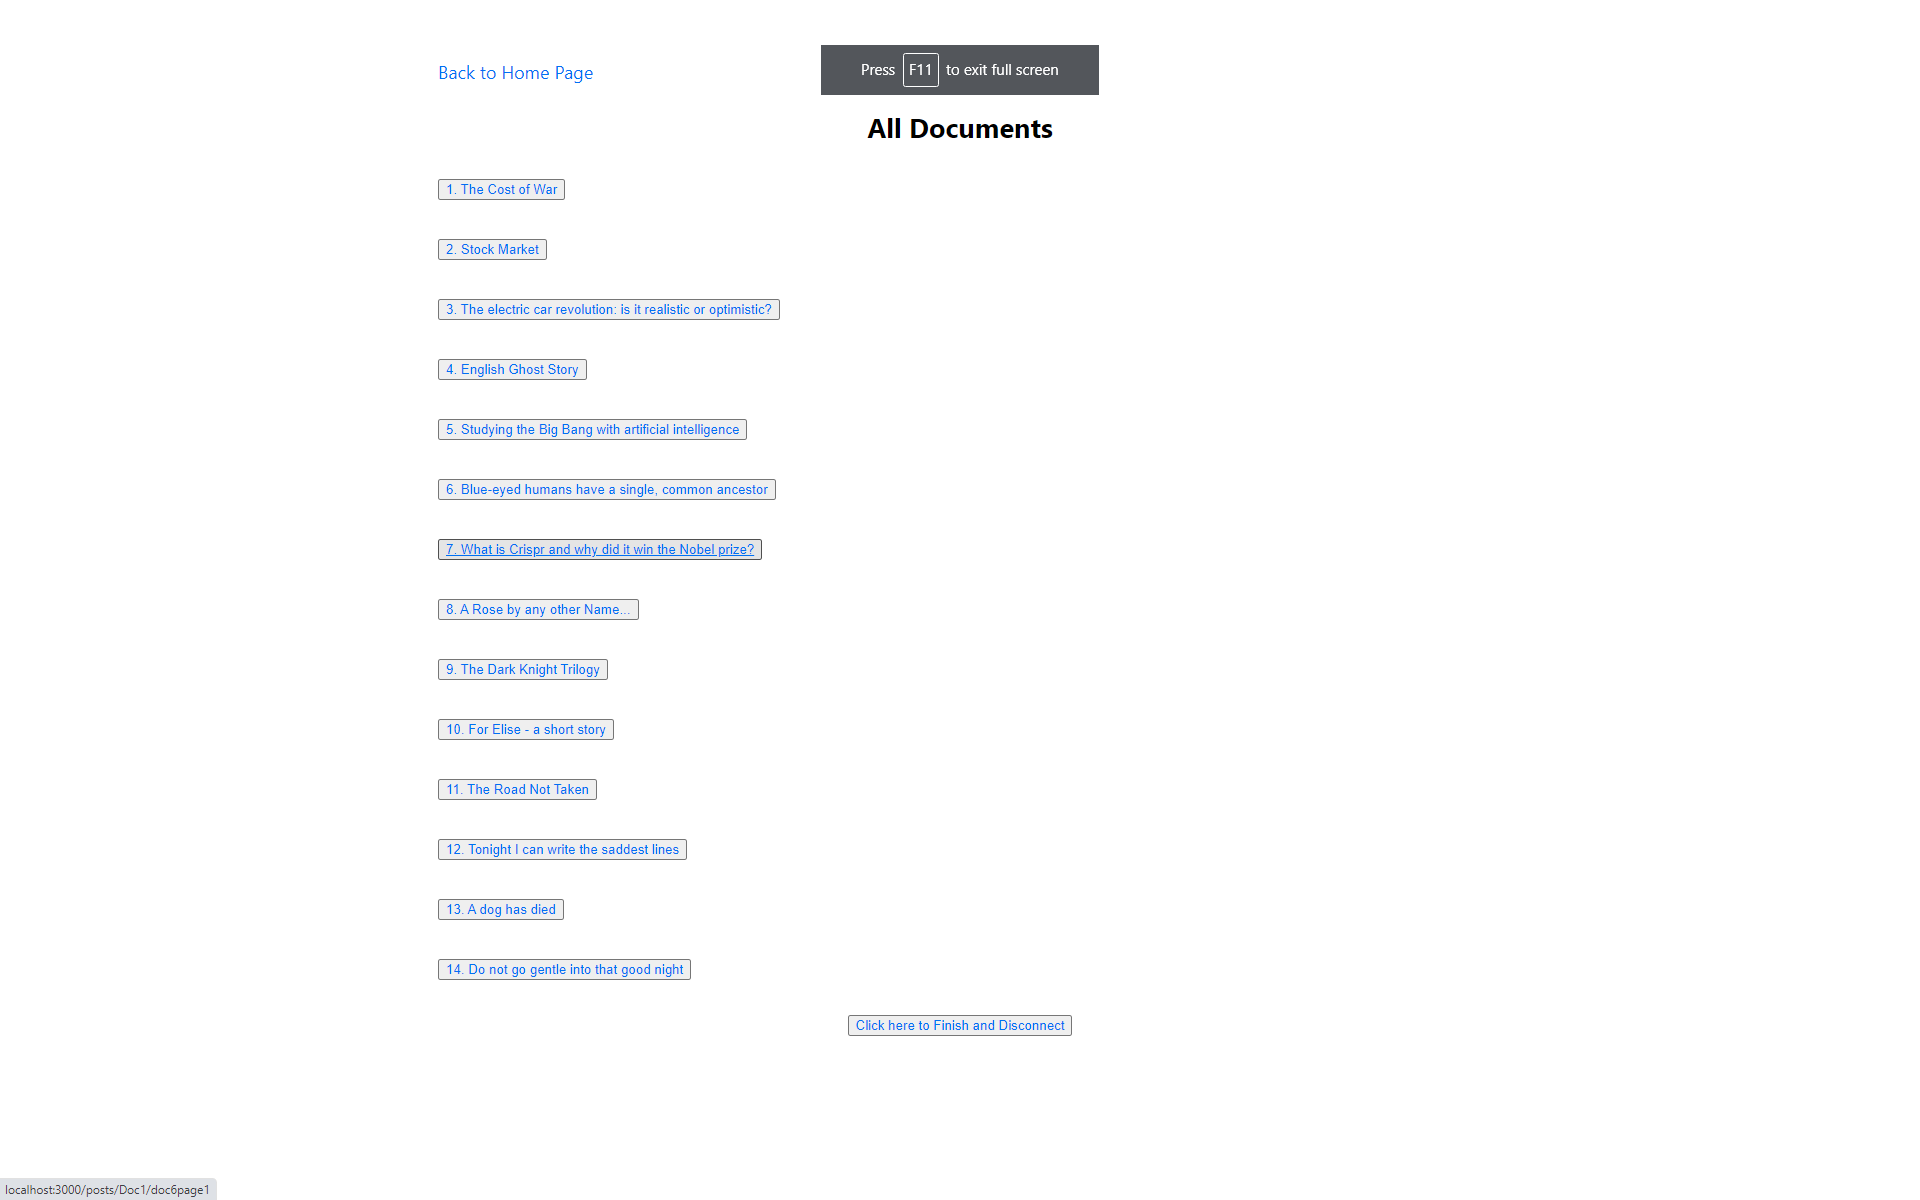 Back to Home Page
Press F11 to exit full screen
All Documents
1. The Cost of War
2. Stock Market
3. The electric car revolution: is it realistic or optimistic?
4. English Ghost Story
5. Studying the Big Bang with artificial intelligence
6. Blue-eyed humans have a single, common ancestor
7. What is Crispr and why did it win the Nobel prize?
8. A Rose by any other Name...
9. The Dark Knight Trilogy
10. For Elise - a short story
11. The Road Not Taken
12. Tonight I can write the saddest lines
13. A dog has died
14. Do not go gentle into that good night
Click here to Finish and Disconnect
localhost:3000/posts/Doc1/doc6page1